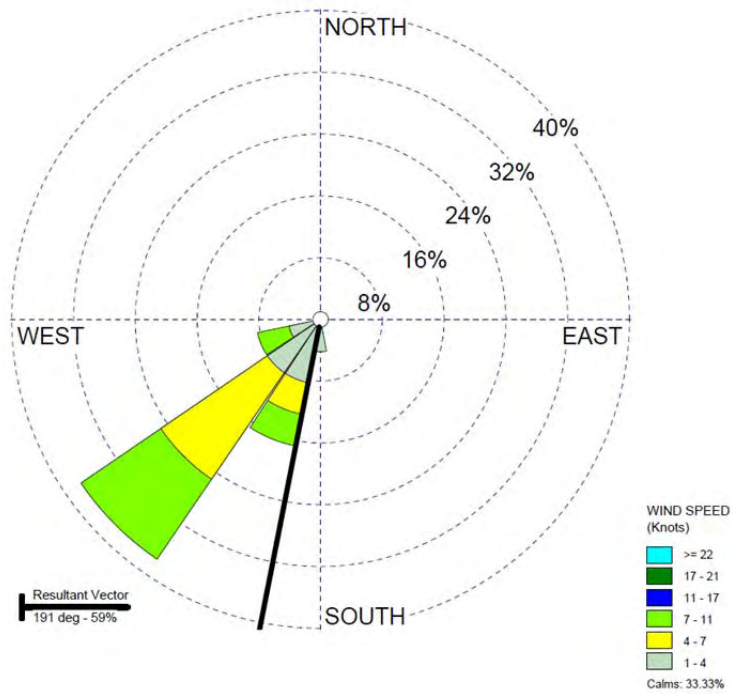 NORTH
40%
32%
24%
16%
8%
WEST
EAST
SOUTH
WIND SPEED
(Knots)
>= 22
17 - 21
11 - 17
7 - 11
4 - 7
1 - 4
Calms: 33.33%
Resultant Vector
191 deg - 59%